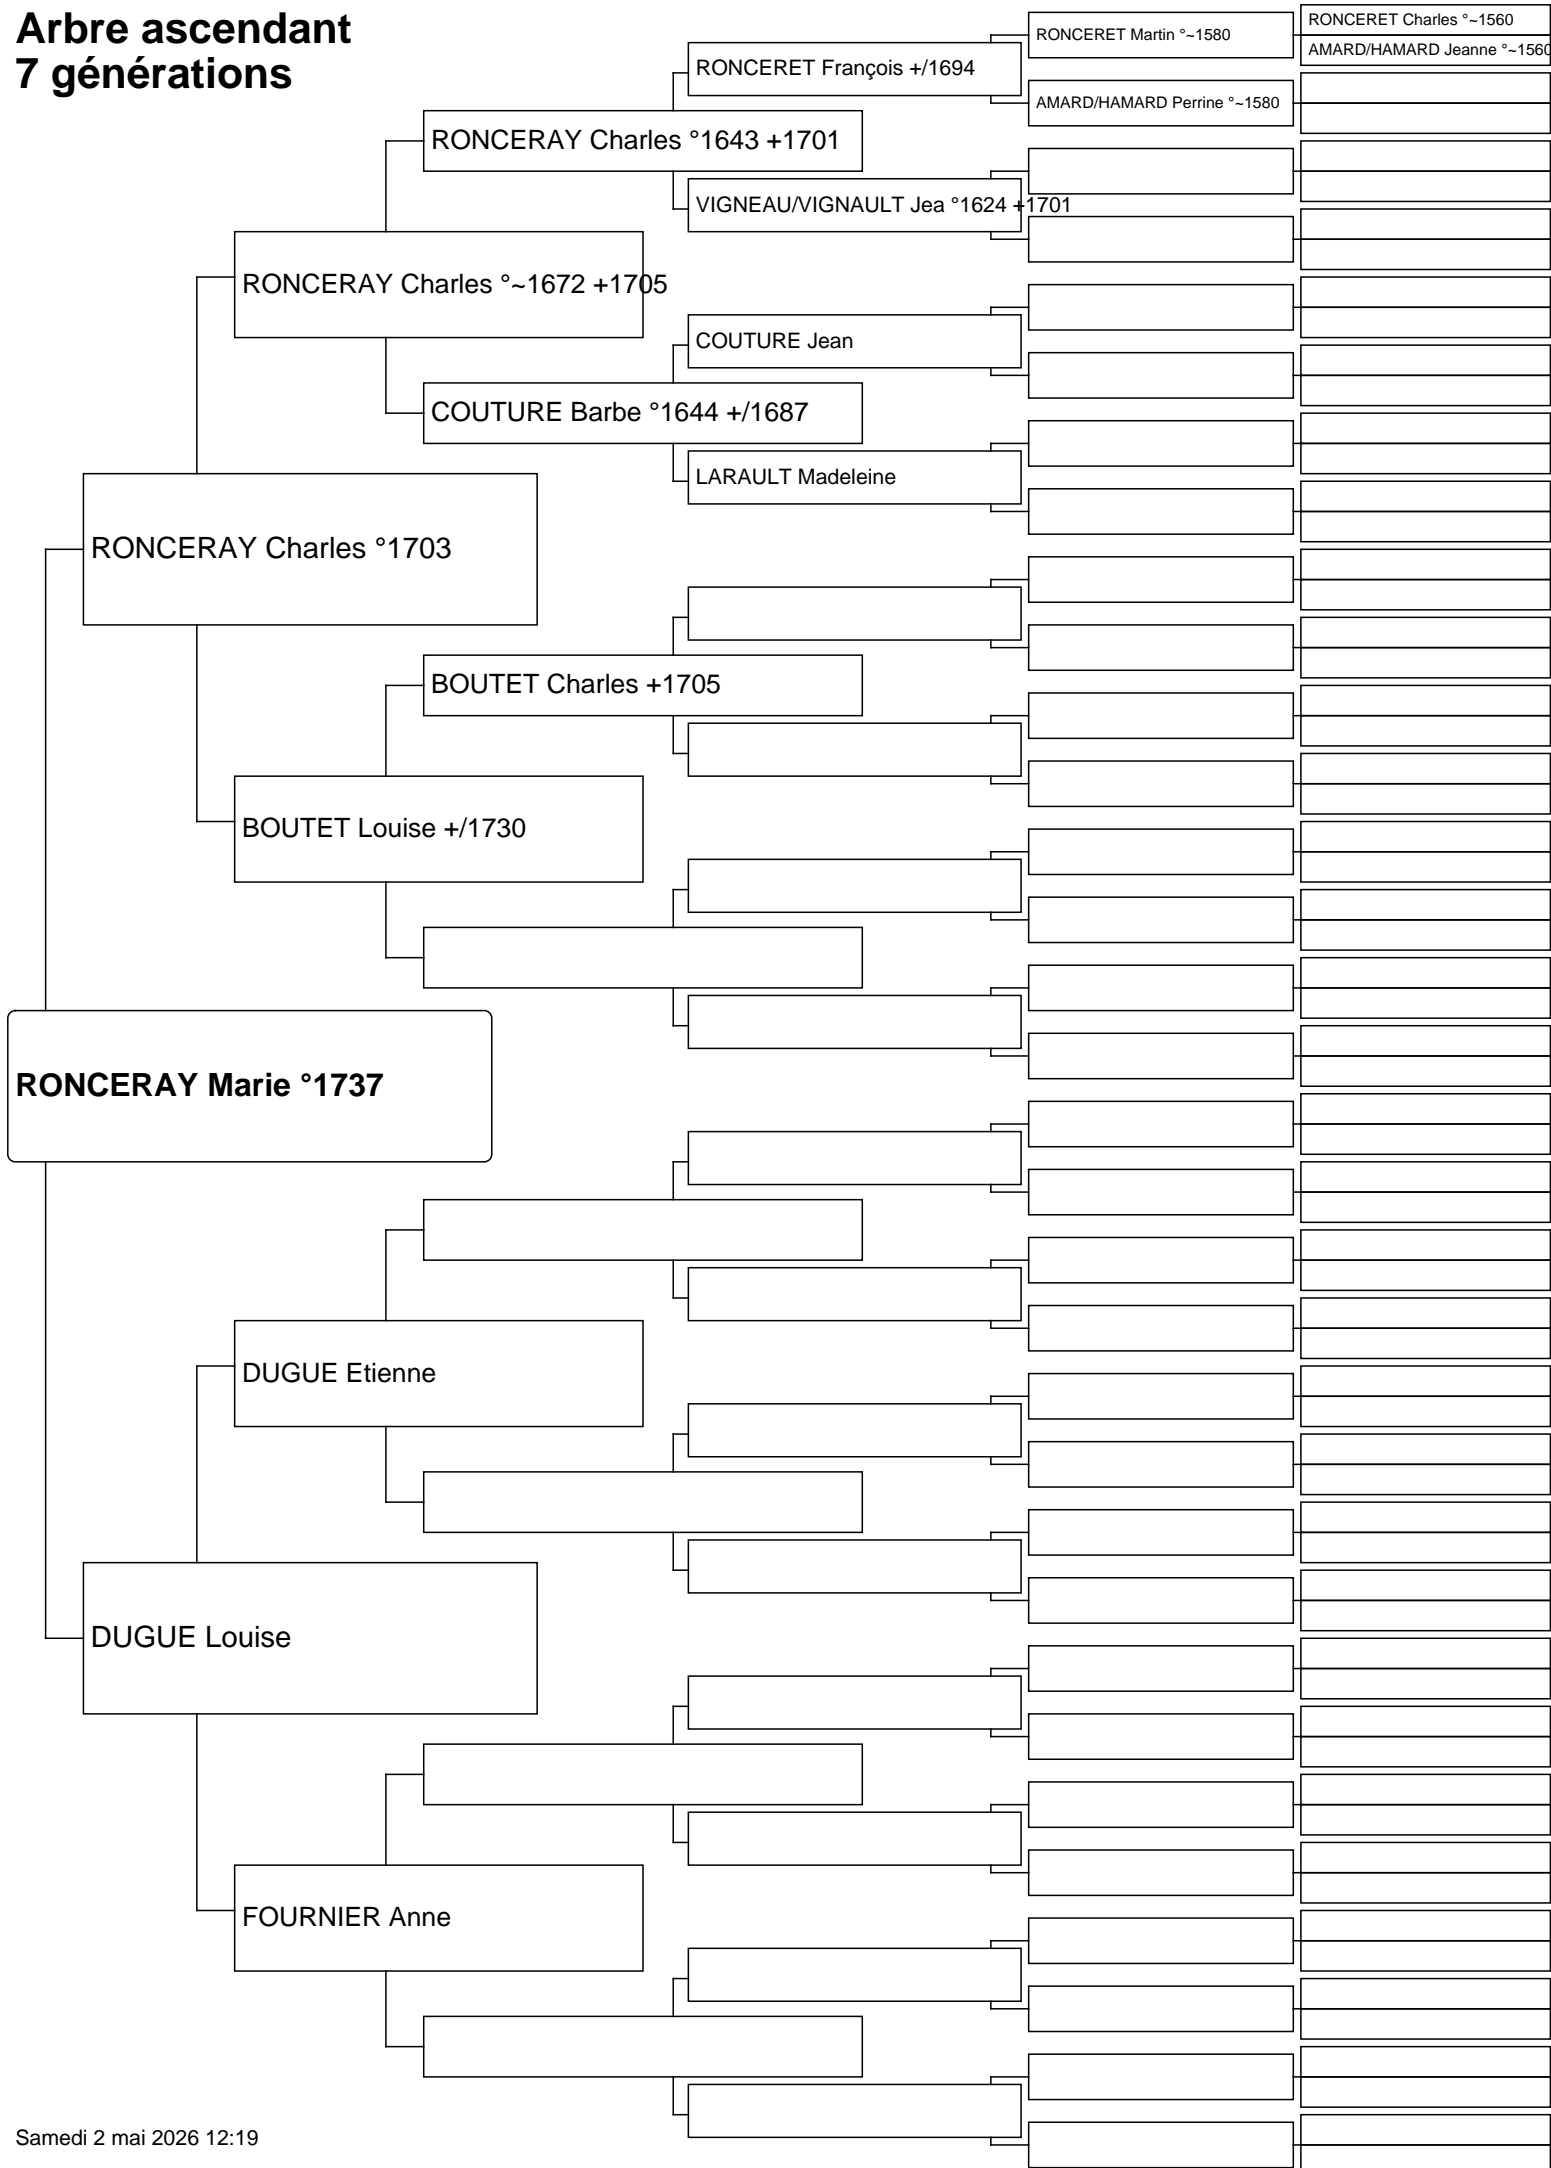 Arbre ascendant
7 générations
RONCERET Charles °~1560
RONCERET Martin °~1580
AMARD/HAMARD Jeanne °~1560
RONCERET François +/1694
AMARD/HAMARD Perrine °~1580
RONCERAY Charles °1643 +1701
VIGNEAU/VIGNAULT Jea °1624 +1701
RONCERAY Charles °~1672 +1705
COUTURE Jean
COUTURE Barbe °1644 +/1687
LARAULT Madeleine
RONCERAY Charles °1703
BOUTET Charles +1705
BOUTET Louise +/1730
RONCERAY Marie °1737
DUGUE Etienne
DUGUE Louise
FOURNIER Anne
Samedi 2 mai 2026 12:19